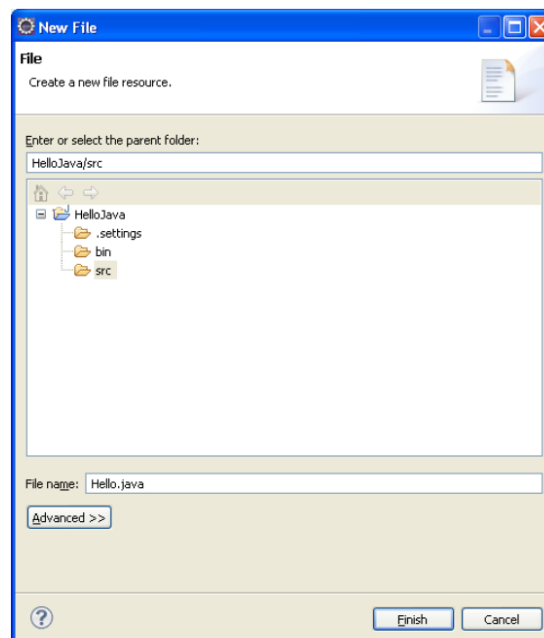 New File
File
Create a new file resource.
Enter or select the parent folder:
HelloJava/src
HelloJava
.settings
bin
src
File name: Hello.java
Advanced >>
? Finish Cancel